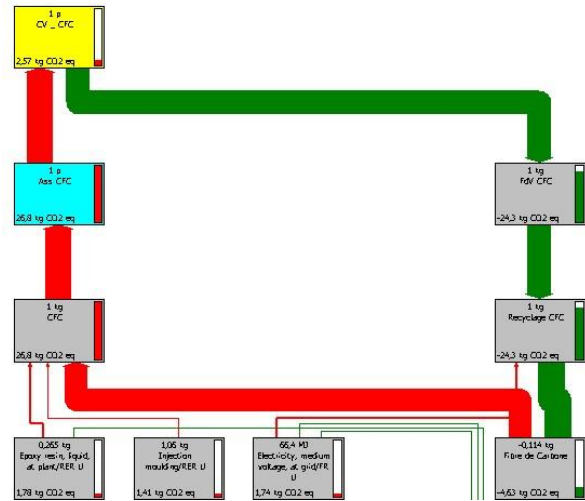 1 p
CV _ CFC
2,57 kg CO2 eq
1 p
Ass CFC
26,8 kg CO2 eq
1 kg
FdV CFC
-24,3 kg CO2 eq
1 kg
CFC
26,8 kg CO2 eq
1 kg
Recyclage CFC
-24,3 kg CO2 eq
0,265 kg
Epoxy resin, liquid,
at plant/RER U
1,78 kg CO2 eq
1,06 kg
Injection
moulding/RER U
1,41 kg CO2 eq
66,4 MJ
Electricity, medium
voltage, at grid/FR
U
1,74 kg CO2 eq
-0,114 kg
Fibre de Carbone
-4,63 kg CO2 eq